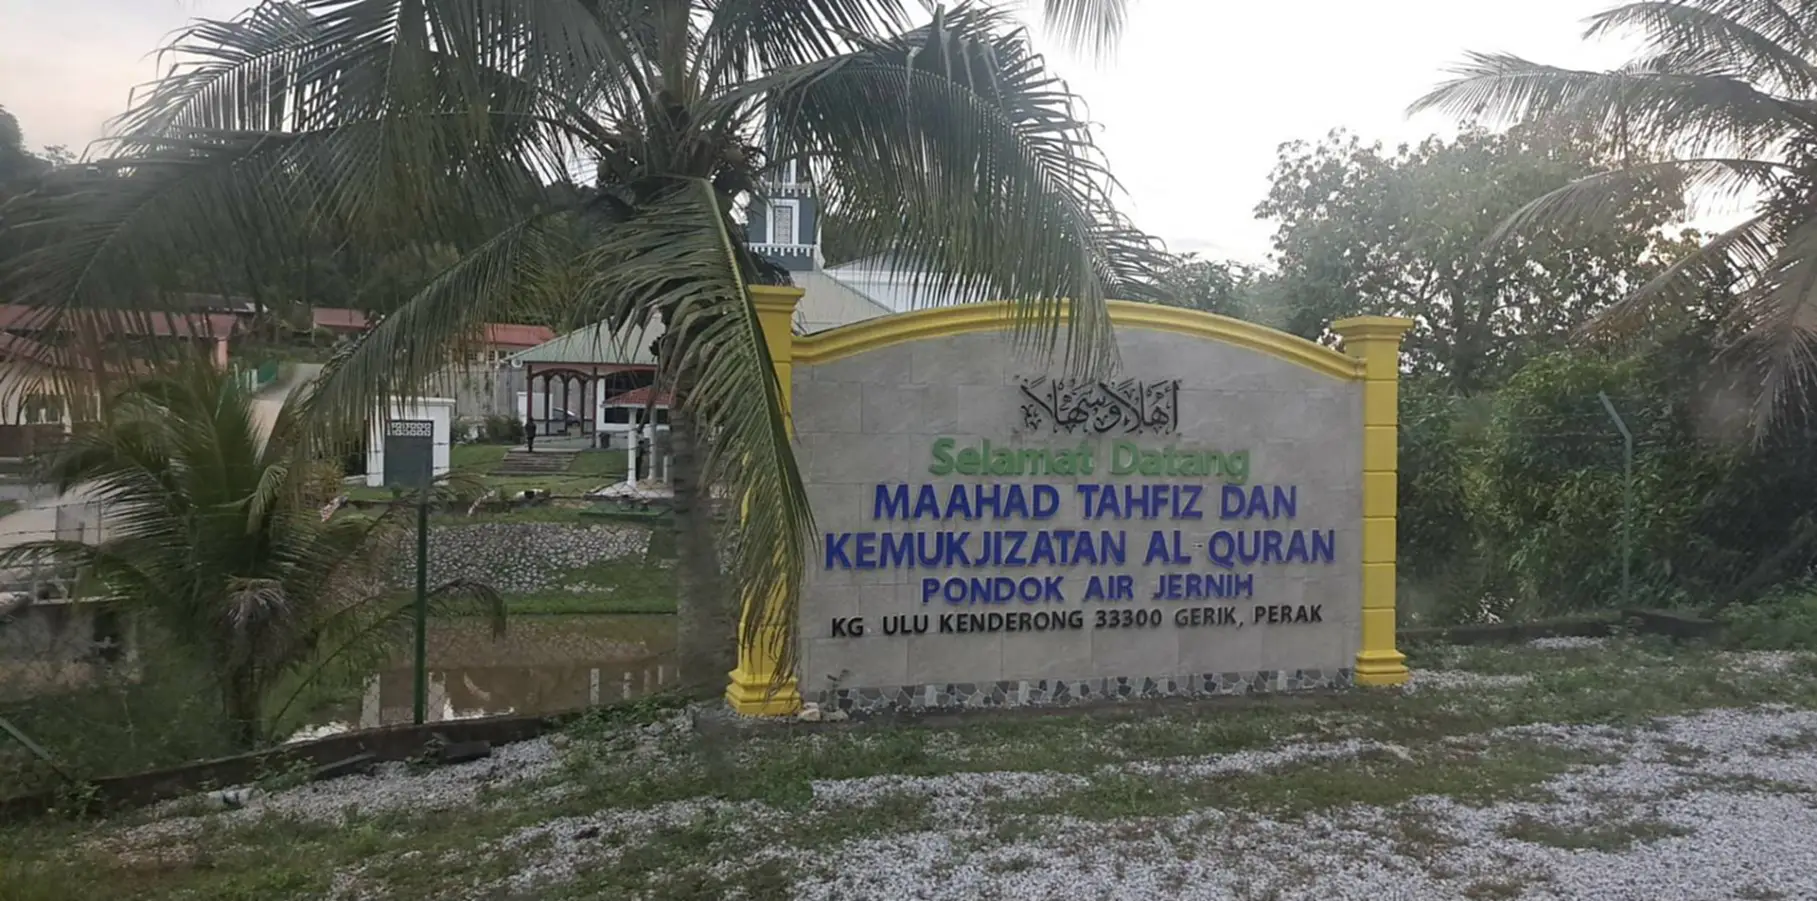 أهلا وسهلا
Selamat Datang
MAAHAD TAHFIZ DAN
KEMUKJIZATAN AL-QURAN
PONDOK AIR JERNIH
KG ULU KENDERONG 33300 GERIK, PERAK